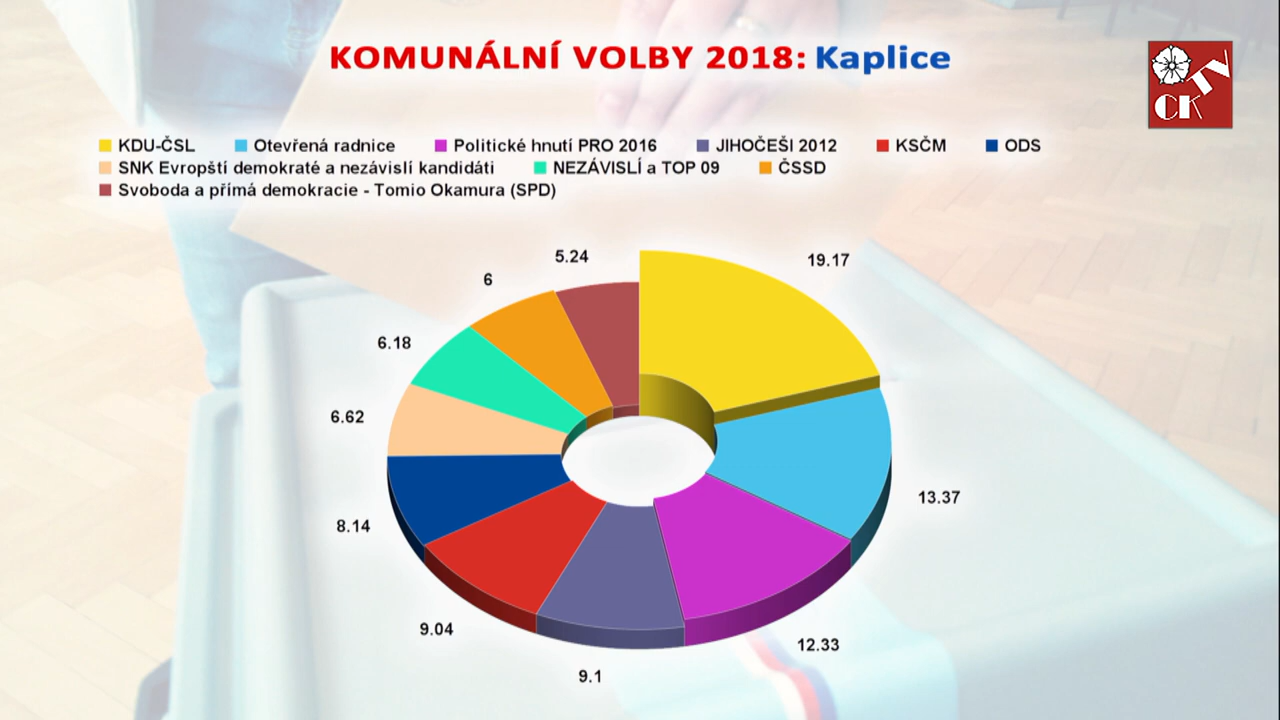 KOMUNÁLNÍ VOLBY 2018: Kaplice
CK TV
KDU-ČSL Otevřená radnice Politické hnutí PRO 2016 JIHOČEŠI 2012 KSČM ODS
SNK Evropští demokraté a nezávislí kandidáti NEZÁVISLÍ a TOP 09 ČSSD
Svoboda a přímá demokracie - Tomio Okamura (SPD)
5.24
19.17
6
6.18
6.62
13.37
8.14
9.04
12.33
9.1